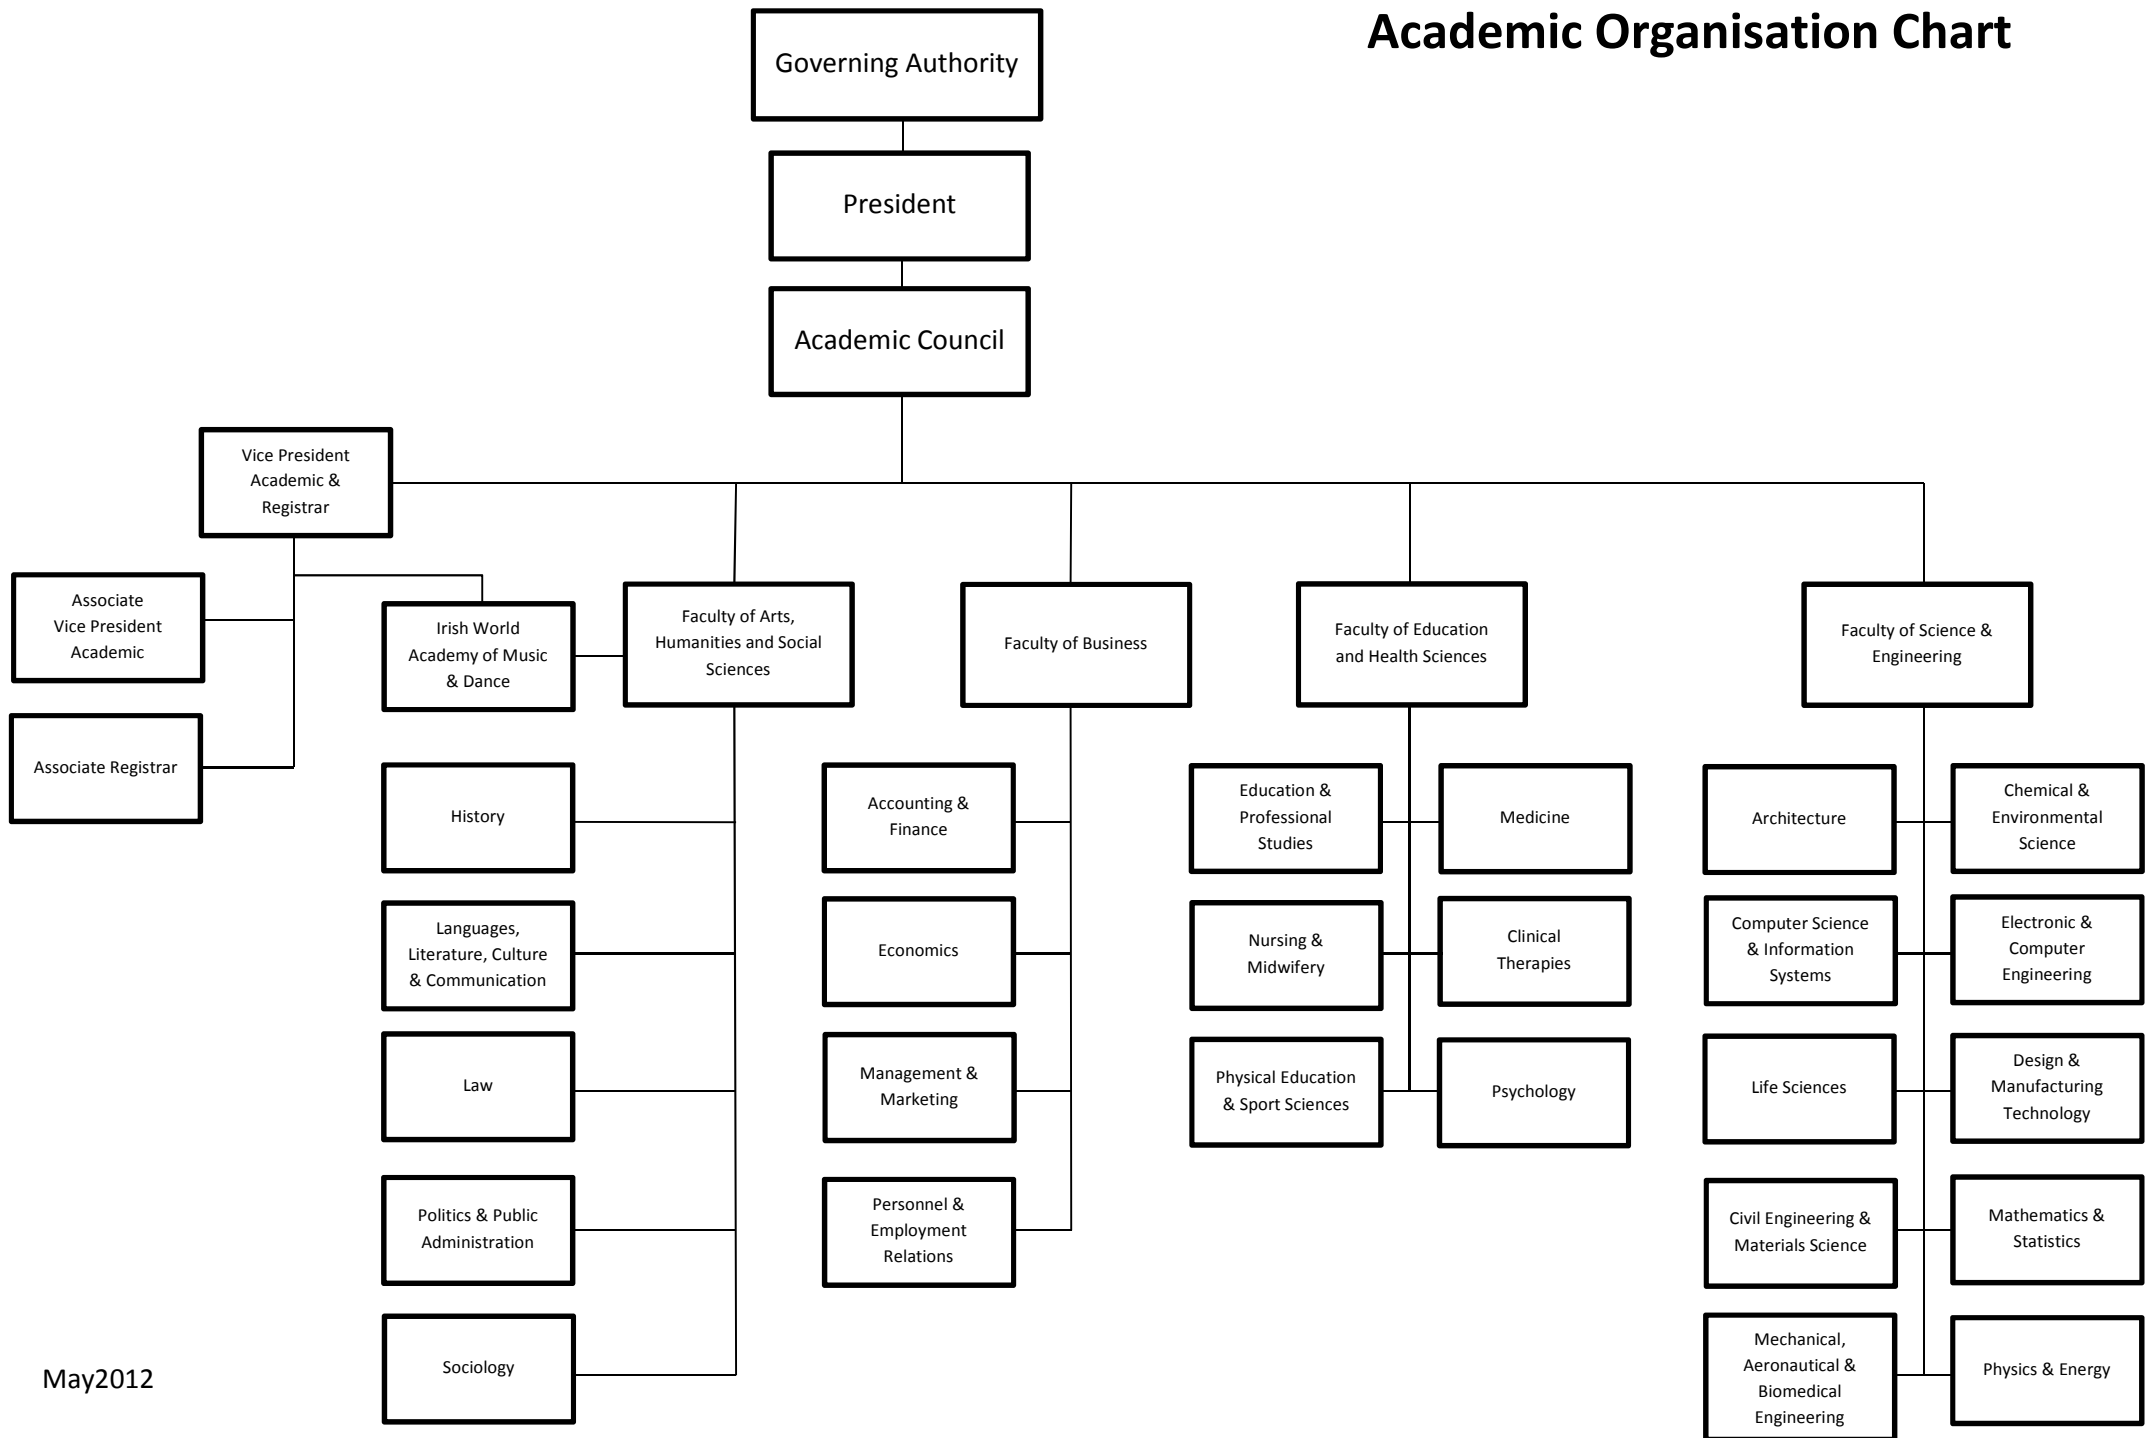 Academic Organisation Chart
Governing Authority
President
Academic Council
Vice President
Academic &
Registrar
Associate
Vice President
Academic
Associate Registrar
Irish World
Academy of Music
& Dance
Faculty of Arts,
Humanities and Social
Sciences
Faculty of Business
Faculty of Education
and Health Sciences
Faculty of Science &
Engineering
History
Languages,
Literature, Culture
& Communication
Law
Politics & Public
Administration
Sociology
Accounting &
Finance
Economics
Management &
Marketing
Personnel &
Employment
Relations
Education &
Professional
Studies
Medicine
Nursing &
Midwifery
Clinical
Therapies
Physical Education
& Sport Sciences
Psychology
Architecture
Chemical &
Environmental
Science
Computer Science
& Information
Systems
Electronic &
Computer
Engineering
Life Sciences
Design &
Manufacturing
Technology
Civil Engineering &
Materials Science
Mathematics &
Statistics
Mechanical,
Aeronautical &
Biomedical
Engineering
Physics & Energy
May2012